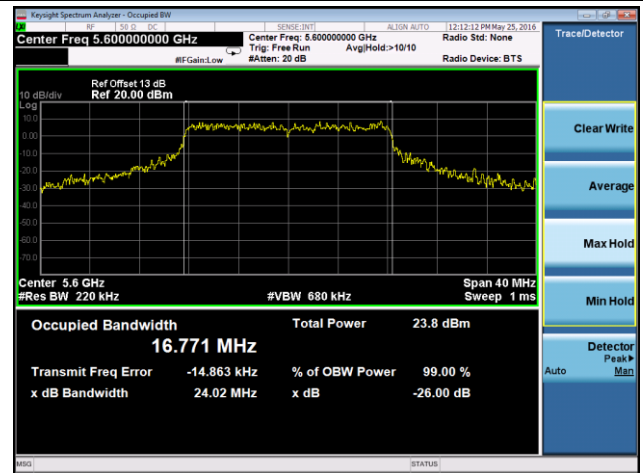 Keysight Spectrum Analyzer - Occupied BW
RF 50 Ω DC SENSE:INT ALIGN AUTO 12:12:12 PM May 25, 2016
Center Freq 5.600000000 GHz Center Freq: 5.600000000 GHz Radio Std: None
Trig: Free Run Avg|Hold:>10/10
#IFGain:Low #Atten: 20 dB Radio Device: BTS
Trace/Detector
Ref Offset 13 dB
10 dB/div Ref 20.00 dBm
Log
10.0
0.00
-10.0
-20.0
-30.0
-40.0
-50.0
-60.0
-70.0
Center 5.6 GHz Span 40 MHz
#Res BW 220 kHz #VBW 680 kHz Sweep 1 ms
Occupied Bandwidth Total Power 23.8 dBm
16.771 MHz
Transmit Freq Error -14.863 kHz % of OBW Power 99.00 %
x dB Bandwidth 24.02 MHz x dB -26.00 dB
Clear Write
Average
Max Hold
Min Hold
Detector
Peak▶
Auto Man
MSG STATUS